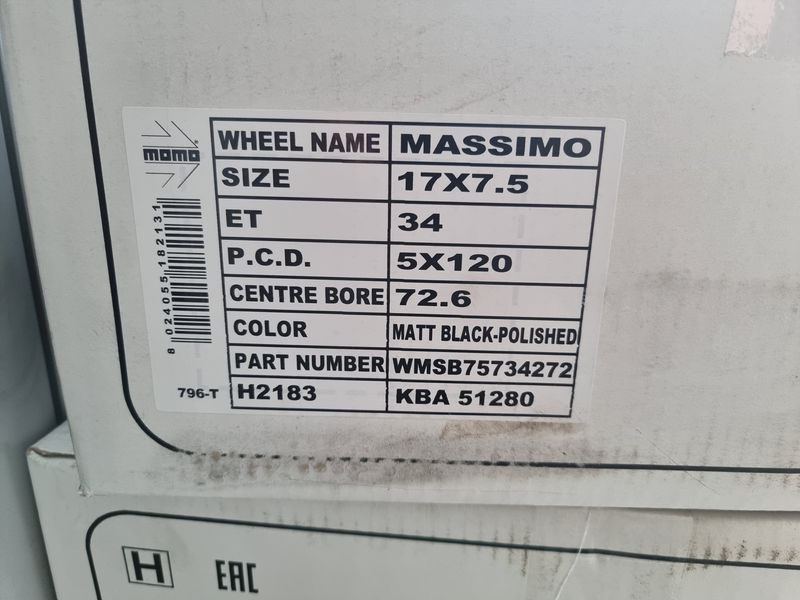 momo
WHEEL NAME MASSIMO
SIZE 17X7.5
ET 34
P.C.D. 5X120
CENTRE BORE 72.6
COLOR MATT BLACK-POLISHED
PART NUMBER WMSB75734272
H2183 KBA 51280
8 024055 182131
796-T
H EAC